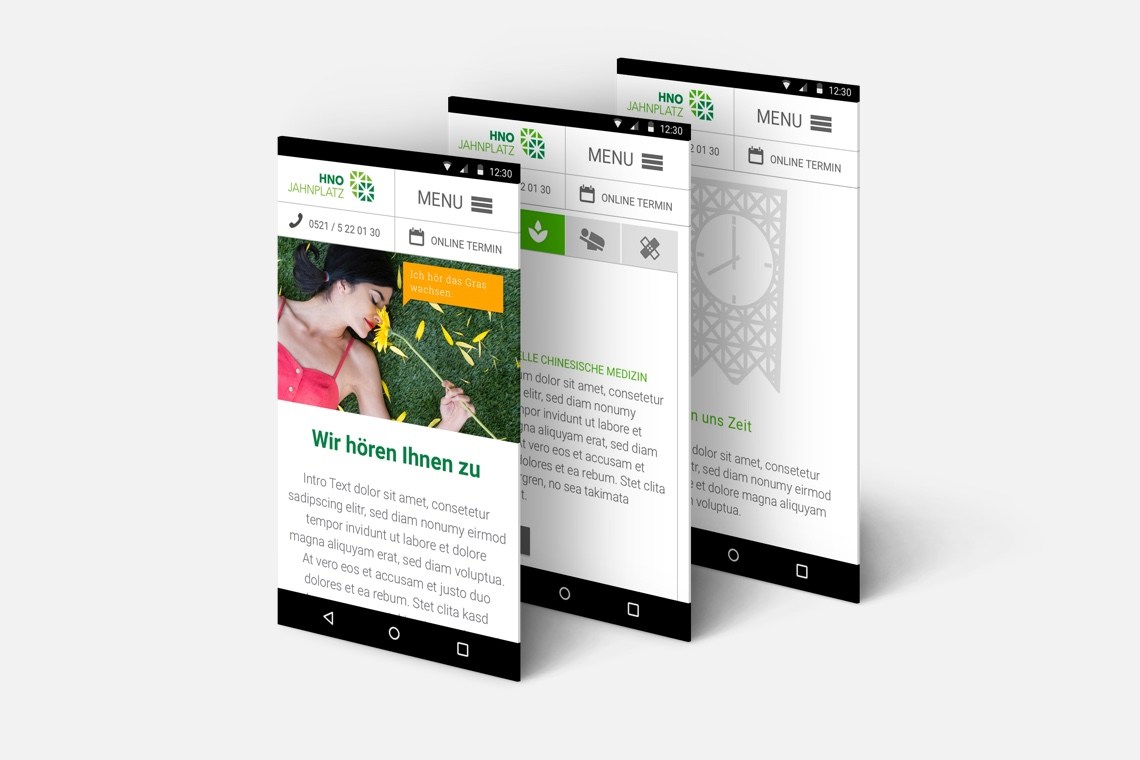 12:30
HNO
JAHNPLATZ
MENU
0521 / 5 22 01 30
ONLINE TERMIN
Ich hör das Gras
wachsen.
Wir hören Ihnen zu
Intro Text dolor sit amet, consetetur
sadipscing elitr, sed diam nonumy eirmod
tempor invidunt ut labore et dolore
magna aliquyam erat, sed diam voluptua.
At vero eos et accusam et justo duo
dolores et ea rebum. Stet clita kasd
12:30
HNO
JAHNPLATZ
MENU
2 01 30
ONLINE TERMIN
ELLE CHINESISCHE MEDIZIN
um dolor sit amet, consetetur
elitr, sed diam nonumy
por invidunt ut labore et
gna aliquyam erat, sed diam
At vero eos et accusam et
dolores et ea rebum. Stet clita
rgren, no sea takimata
t.
12:30
HNO
JAHNPLATZ
MENU
2 01 30
ONLINE TERMIN
n uns Zeit
dolor sit amet, consetetur
tr, sed diam nonumy eirmod
et dolore magna aliquyam
voluptua.